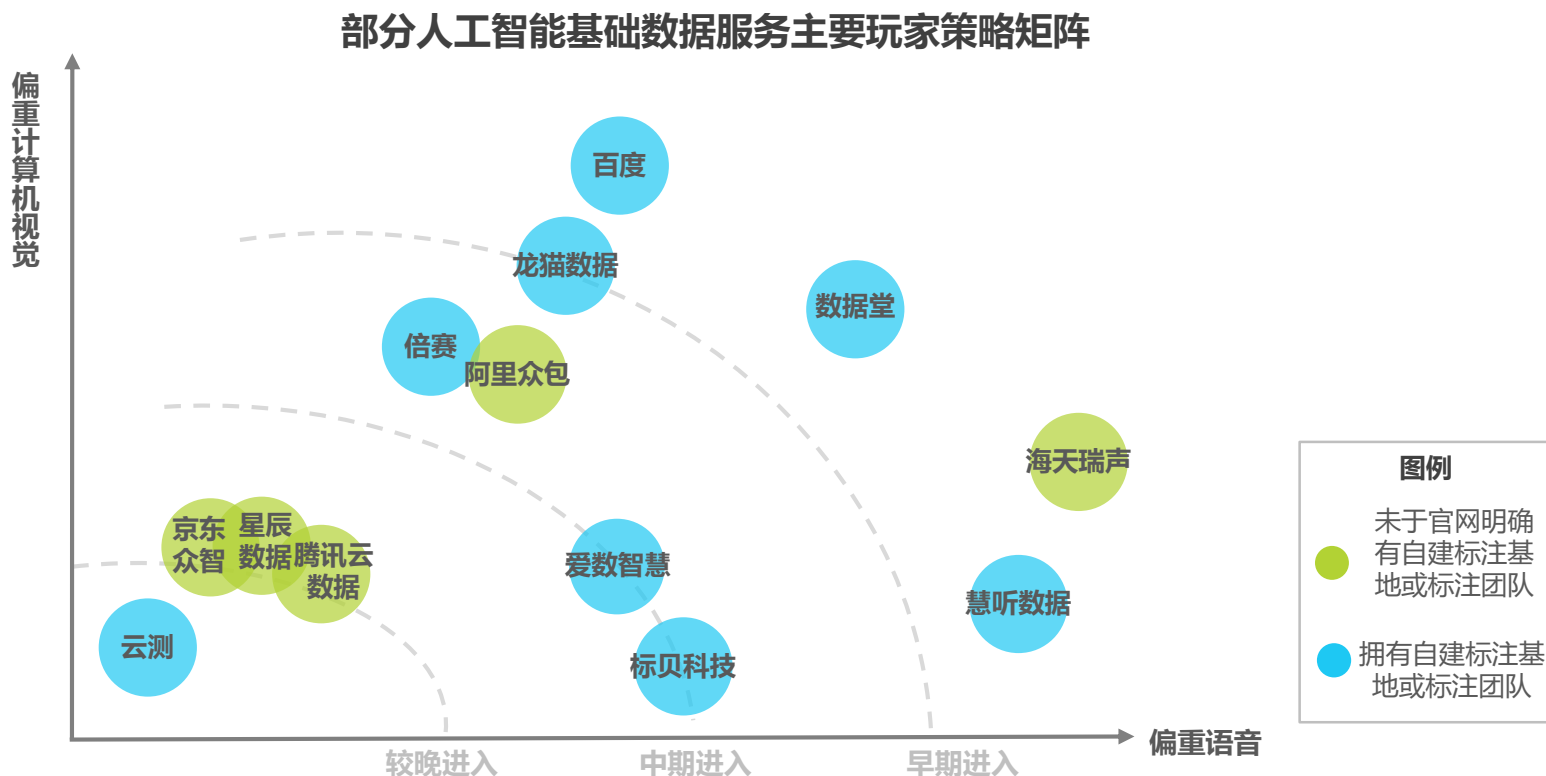 部分人工智能基础数据服务主要玩家策略矩阵
偏重计算机视觉
百度
龙猫数据
数据堂
倍赛
阿里众包
海天瑞声
京东
众智
星辰
数据
腾讯云
数据
爱数智慧
慧听数据
云测
标贝科技
较晚进入
中期进入
早期进入
偏重语音
图例
未于官网明确
有自建标注基
地或标注团队
拥有自建标注基
地或标注团队